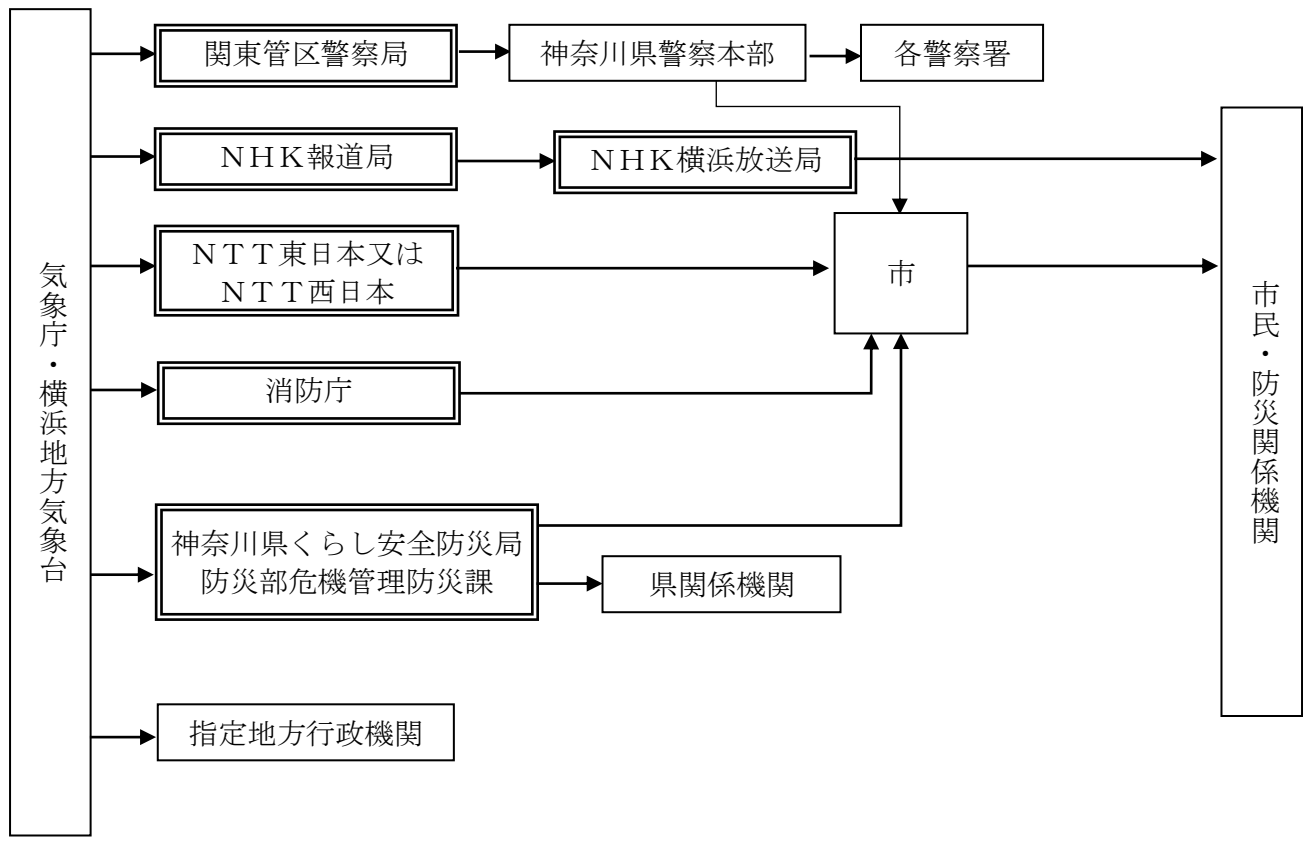 気象庁・横浜地方気象台
関東管区警察局
神奈川県警察本部
各警察署
ＮＨＫ報道局
ＮＨＫ横浜放送局
ＮＴＴ東日本又は
ＮＴＴ西日本
市
消防庁
神奈川県くらし安全防災局
防災部危機管理防災課
県関係機関
指定地方行政機関
市民・防災関係機関